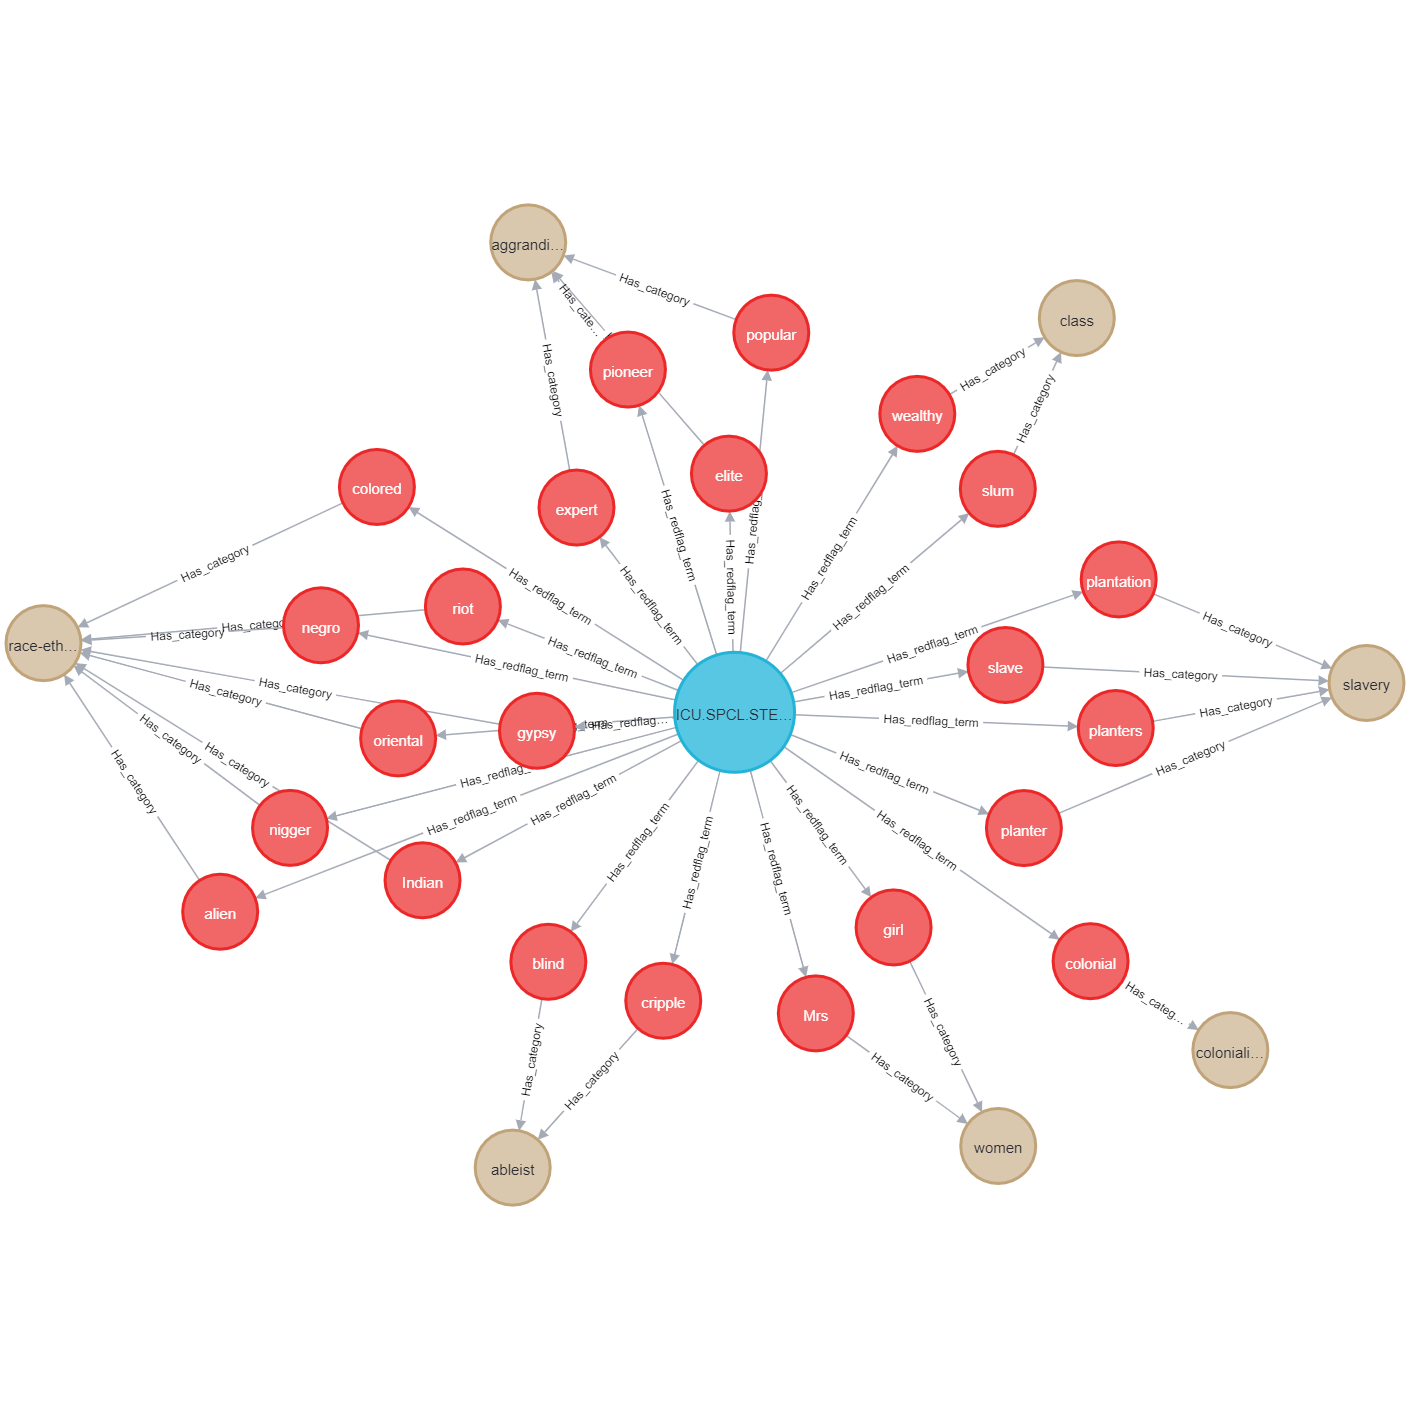 aggrandi...
Has_category
popular
class
Has_cate...
pioneer
Has_category
wealthy
Has_category
Has_category
elite
slum
colored
expert
Has_redflag_term
Has_redflag
Has_redflag_term
Has_redflag_term
Has_category
Has_redflag_term
Has_redflag_term
Has_redflag_term
plantation
riot
negro
Has_category
Has_categ
race-eth...
Has_redflag_term
Has_redflag_term
Has_redflag_term
Has_category
slave
Has_category
slavery
Has_category
Has_category
Has_redflag_term
ICU.SPCL.STE...
Has_redflag_term
Has_category
planters
gypsy
term
Has_redflag...
oriental
Has_category
Has_category
Has_category
Has_redflag_term
Has_category
Has_redflag_
Has_redflag_term
Has_redflag_term
Has_redflag_term
Has_redflag_term
nigger
planter
Has_redflag_term
Has_redflag_term
Has_redflag_term
Has_redflag_term
Indian
alien
girl
blind
colonial
cripple
Has_categ...
Mrs
Has_category
Has_category
Has_category
Has_category
coloniali...
women
ableist